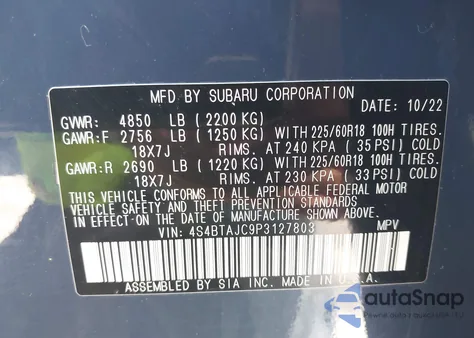 MFD. BY SUBARU CORPORATION
DATE: 10/22
GVWR: 4850 LB (2200 KG)
GAWR:F 2756 LB (1250 KG) WITH 225/60R18 100H TIRES.
18X7J RIMS. AT 240 KPA ( 35 PSI) COLD
GAWR:R 2690 LB (1220 KG) WITH 225/60R18 100H TIRES.
18X7J RIMS. AT 230 KPA ( 33 PSI) COLD
THIS VEHICLE CONFORMS TO ALL APPLICABLE FEDERAL MOTOR
VEHICLE SAFETY AND THEFT PREVENTION STANDARDS
IN EFFECT ON THE DATE OF MANUFACTURE SHOWN ABOVE.
VIN: 4S4BTAJC9P3127803 MPV
ASSEMBLED BY SIA INC. MADE IN U.S.A.
autoSnap
Pewne auta z aukcji w USA